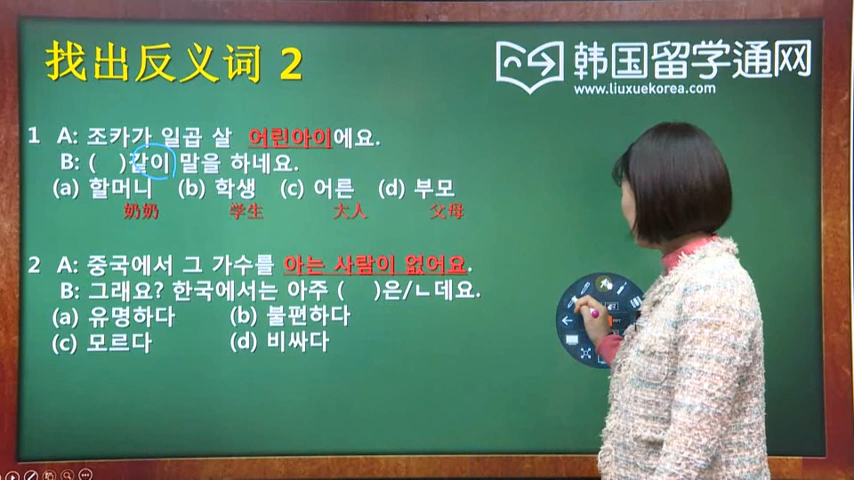 找出反义词 2
韩国留学通网
www.liuxuekorea.com
1 A: 조카가 일곱 살 어린아이에요.
B: ( )같이 말을 하네요.
(a) 할머니 (b) 학생 (c) 어른 (d) 부모
奶奶 学生 大人 父母
2 A: 중국에서 그 가수를 아는 사람이 없어요.
B: 그래요? 한국에서는 아주 ( )은/ㄴ데요.
(a) 유명하다 (b) 불편하다
(c) 모르다 (d) 비싸다